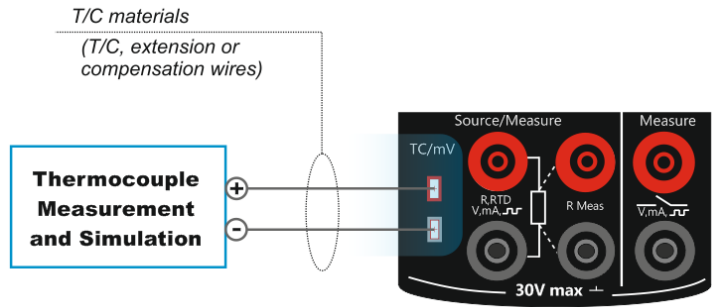 T/C materials
(T/C, extension or
compensation wires)
Thermocouple
Measurement
and Simulation
+
-
Source/Measure
Measure
TC/mV
R,RTD
V,mA,
R Meas
V,mA,
30V max